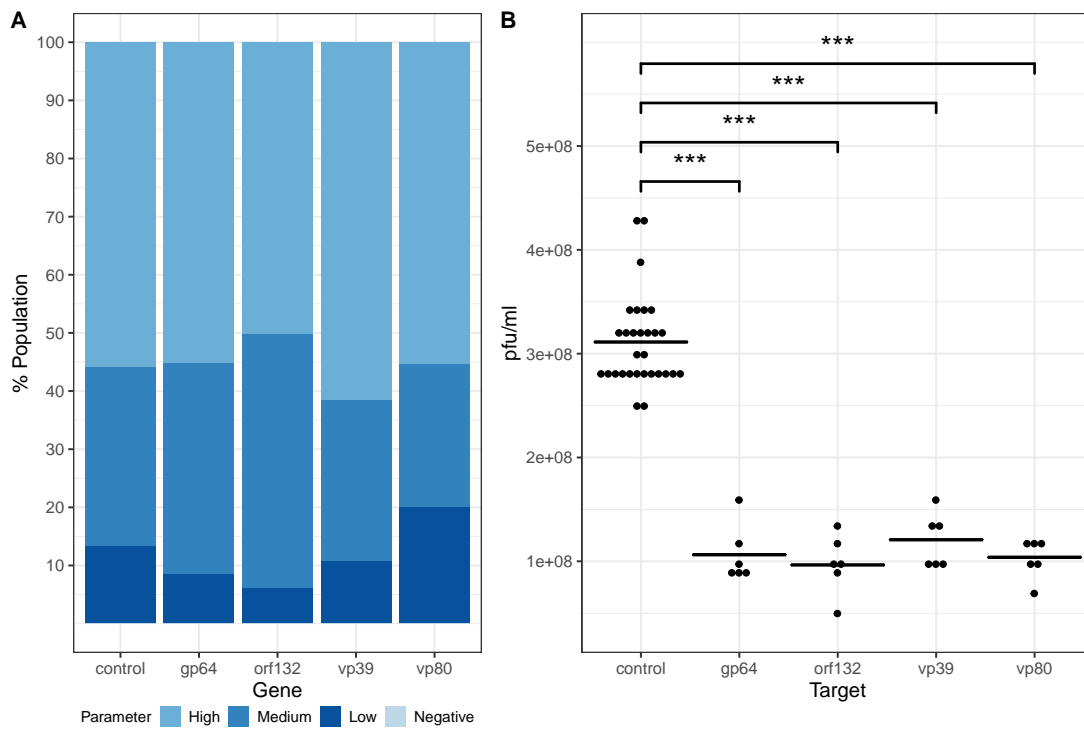 A
100
90
80
70
60
50
40
30
20
10
% Population
control gp64 orf132 vp39 vp80
Gene
Parameter High Medium Low Negative
B
***
***
***
***
5e+08
4e+08
3e+08
2e+08
1e+08
pfu/ml
control gp64 orf132 vp39 vp80
Target